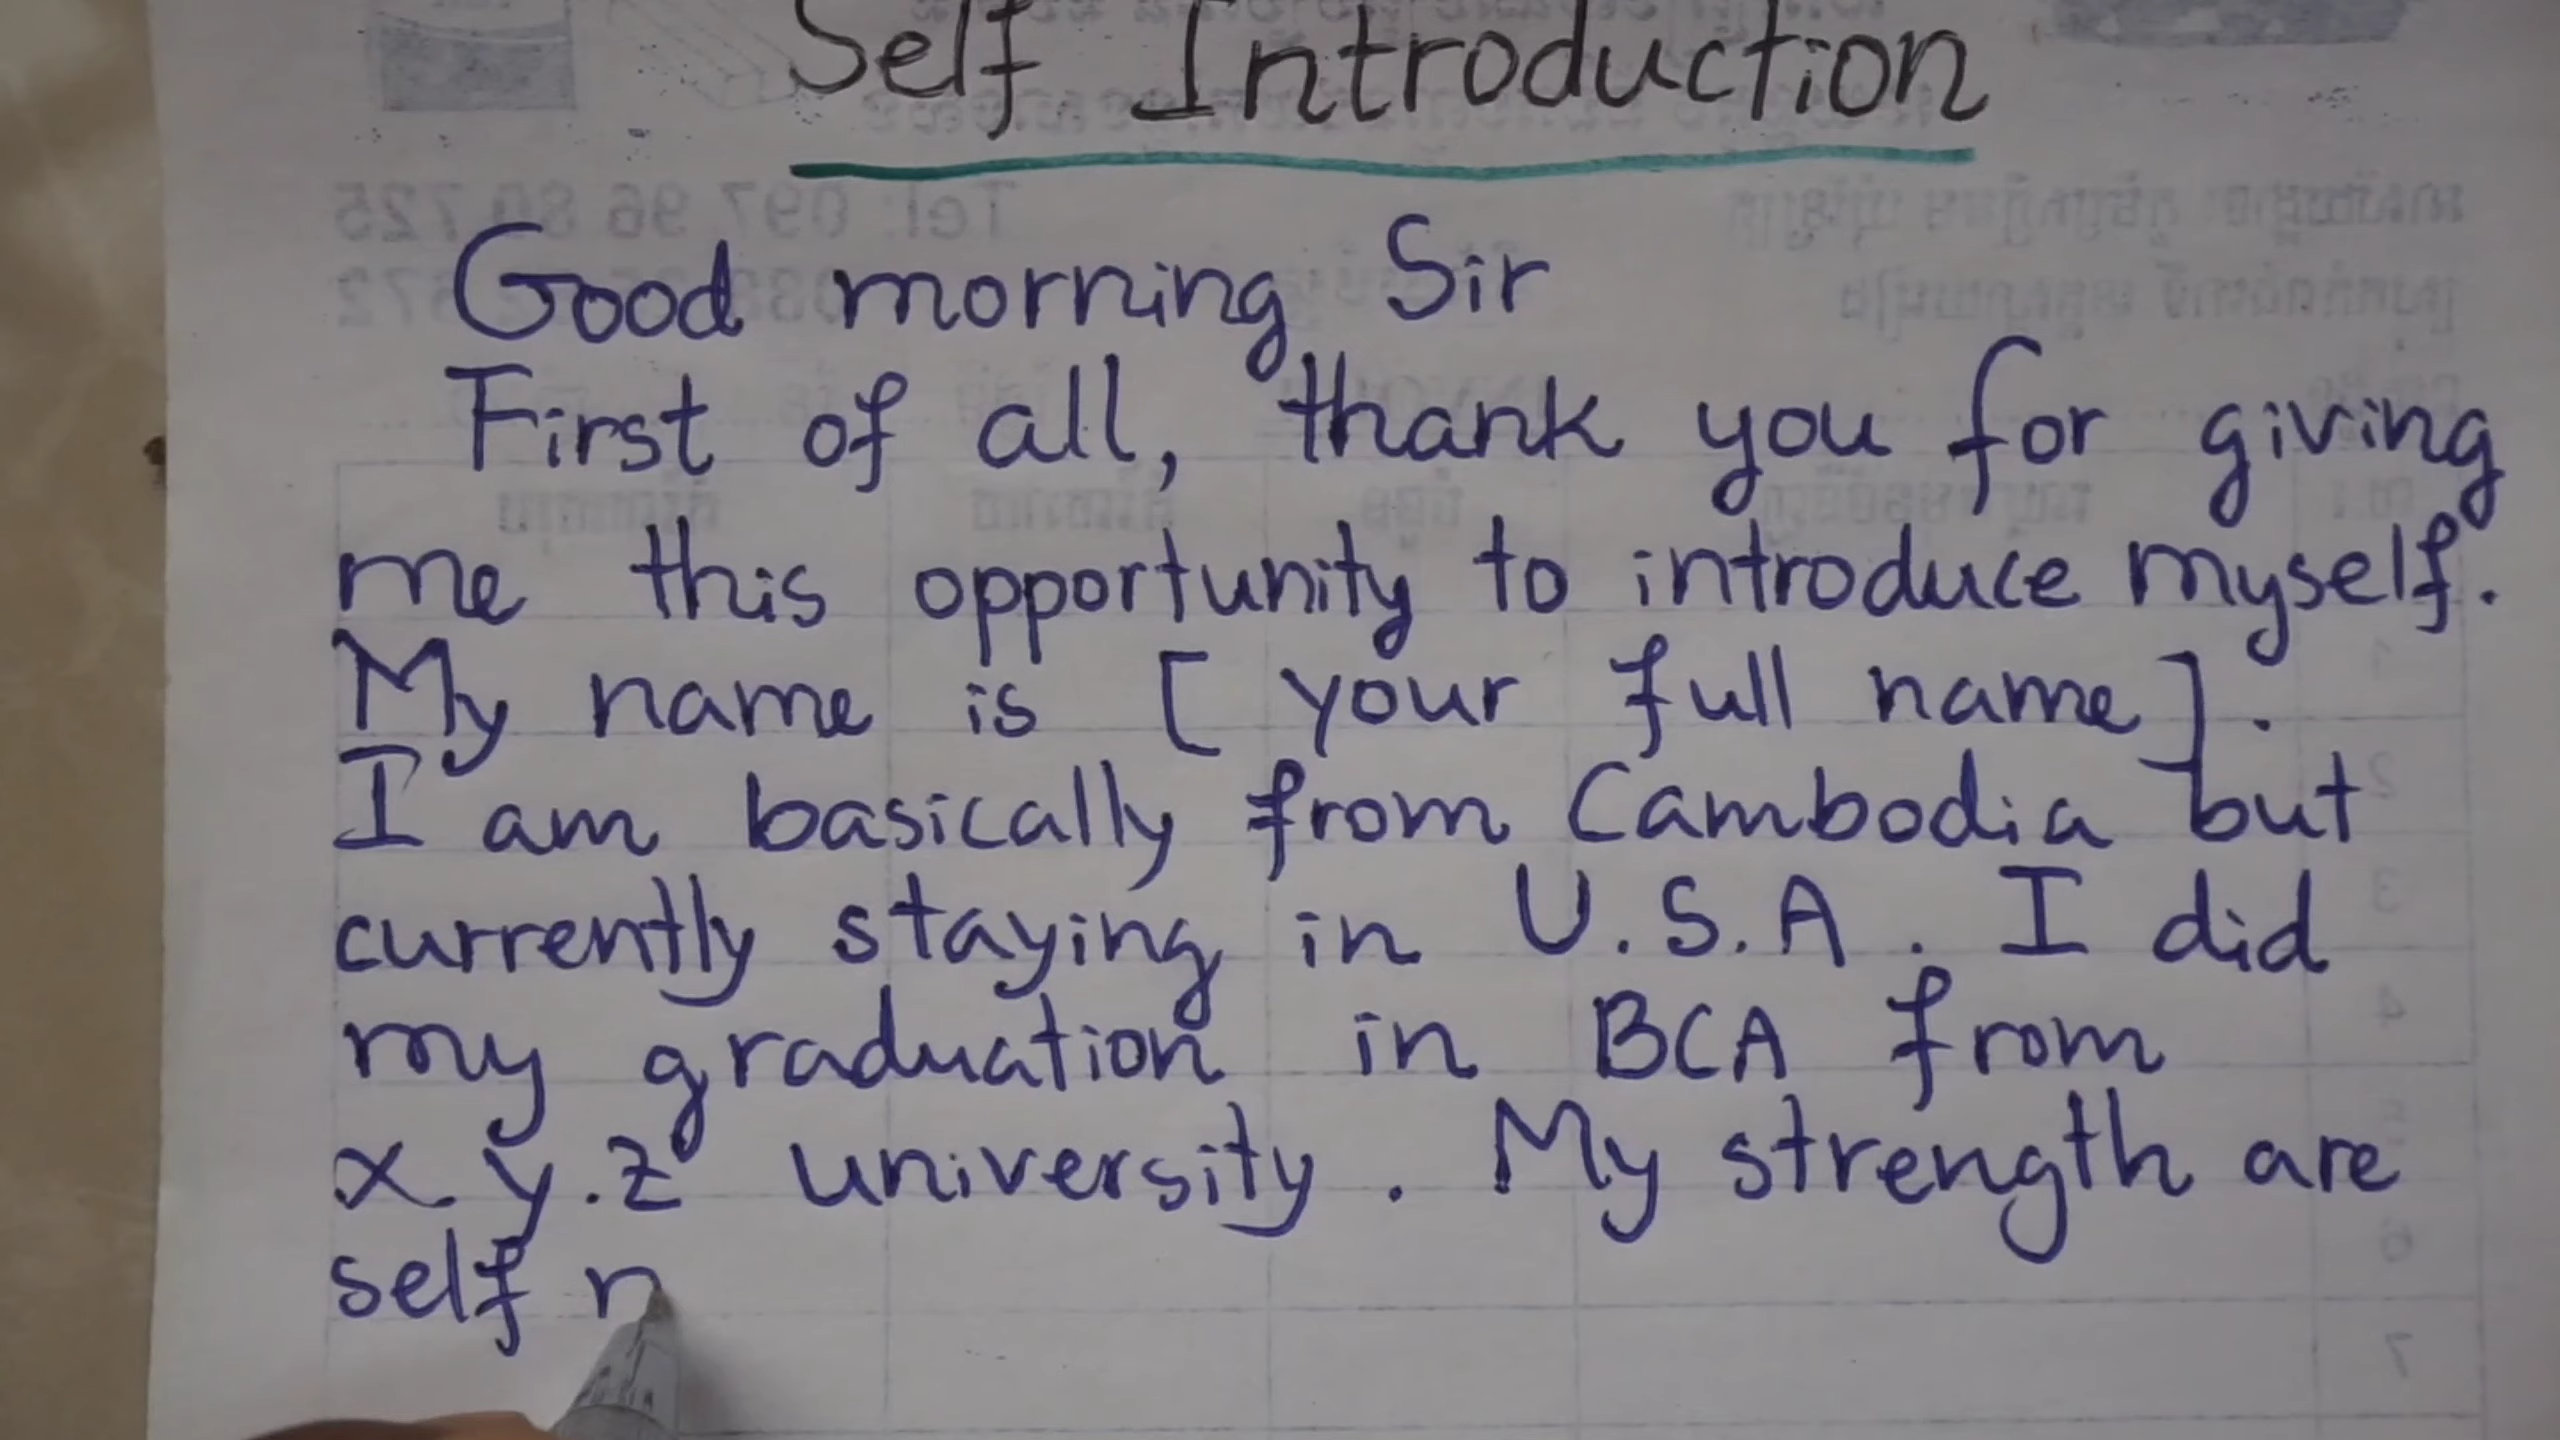 Self Introduction
Good morning Sir
First of all, thank you for giving
me this opportunity to introduce myself.
My name is [ your full name ].
I am basically from Cambodia but
currently staying in U.S.A. I did
my graduation in BCA from
x.y.z university. My strength are
self